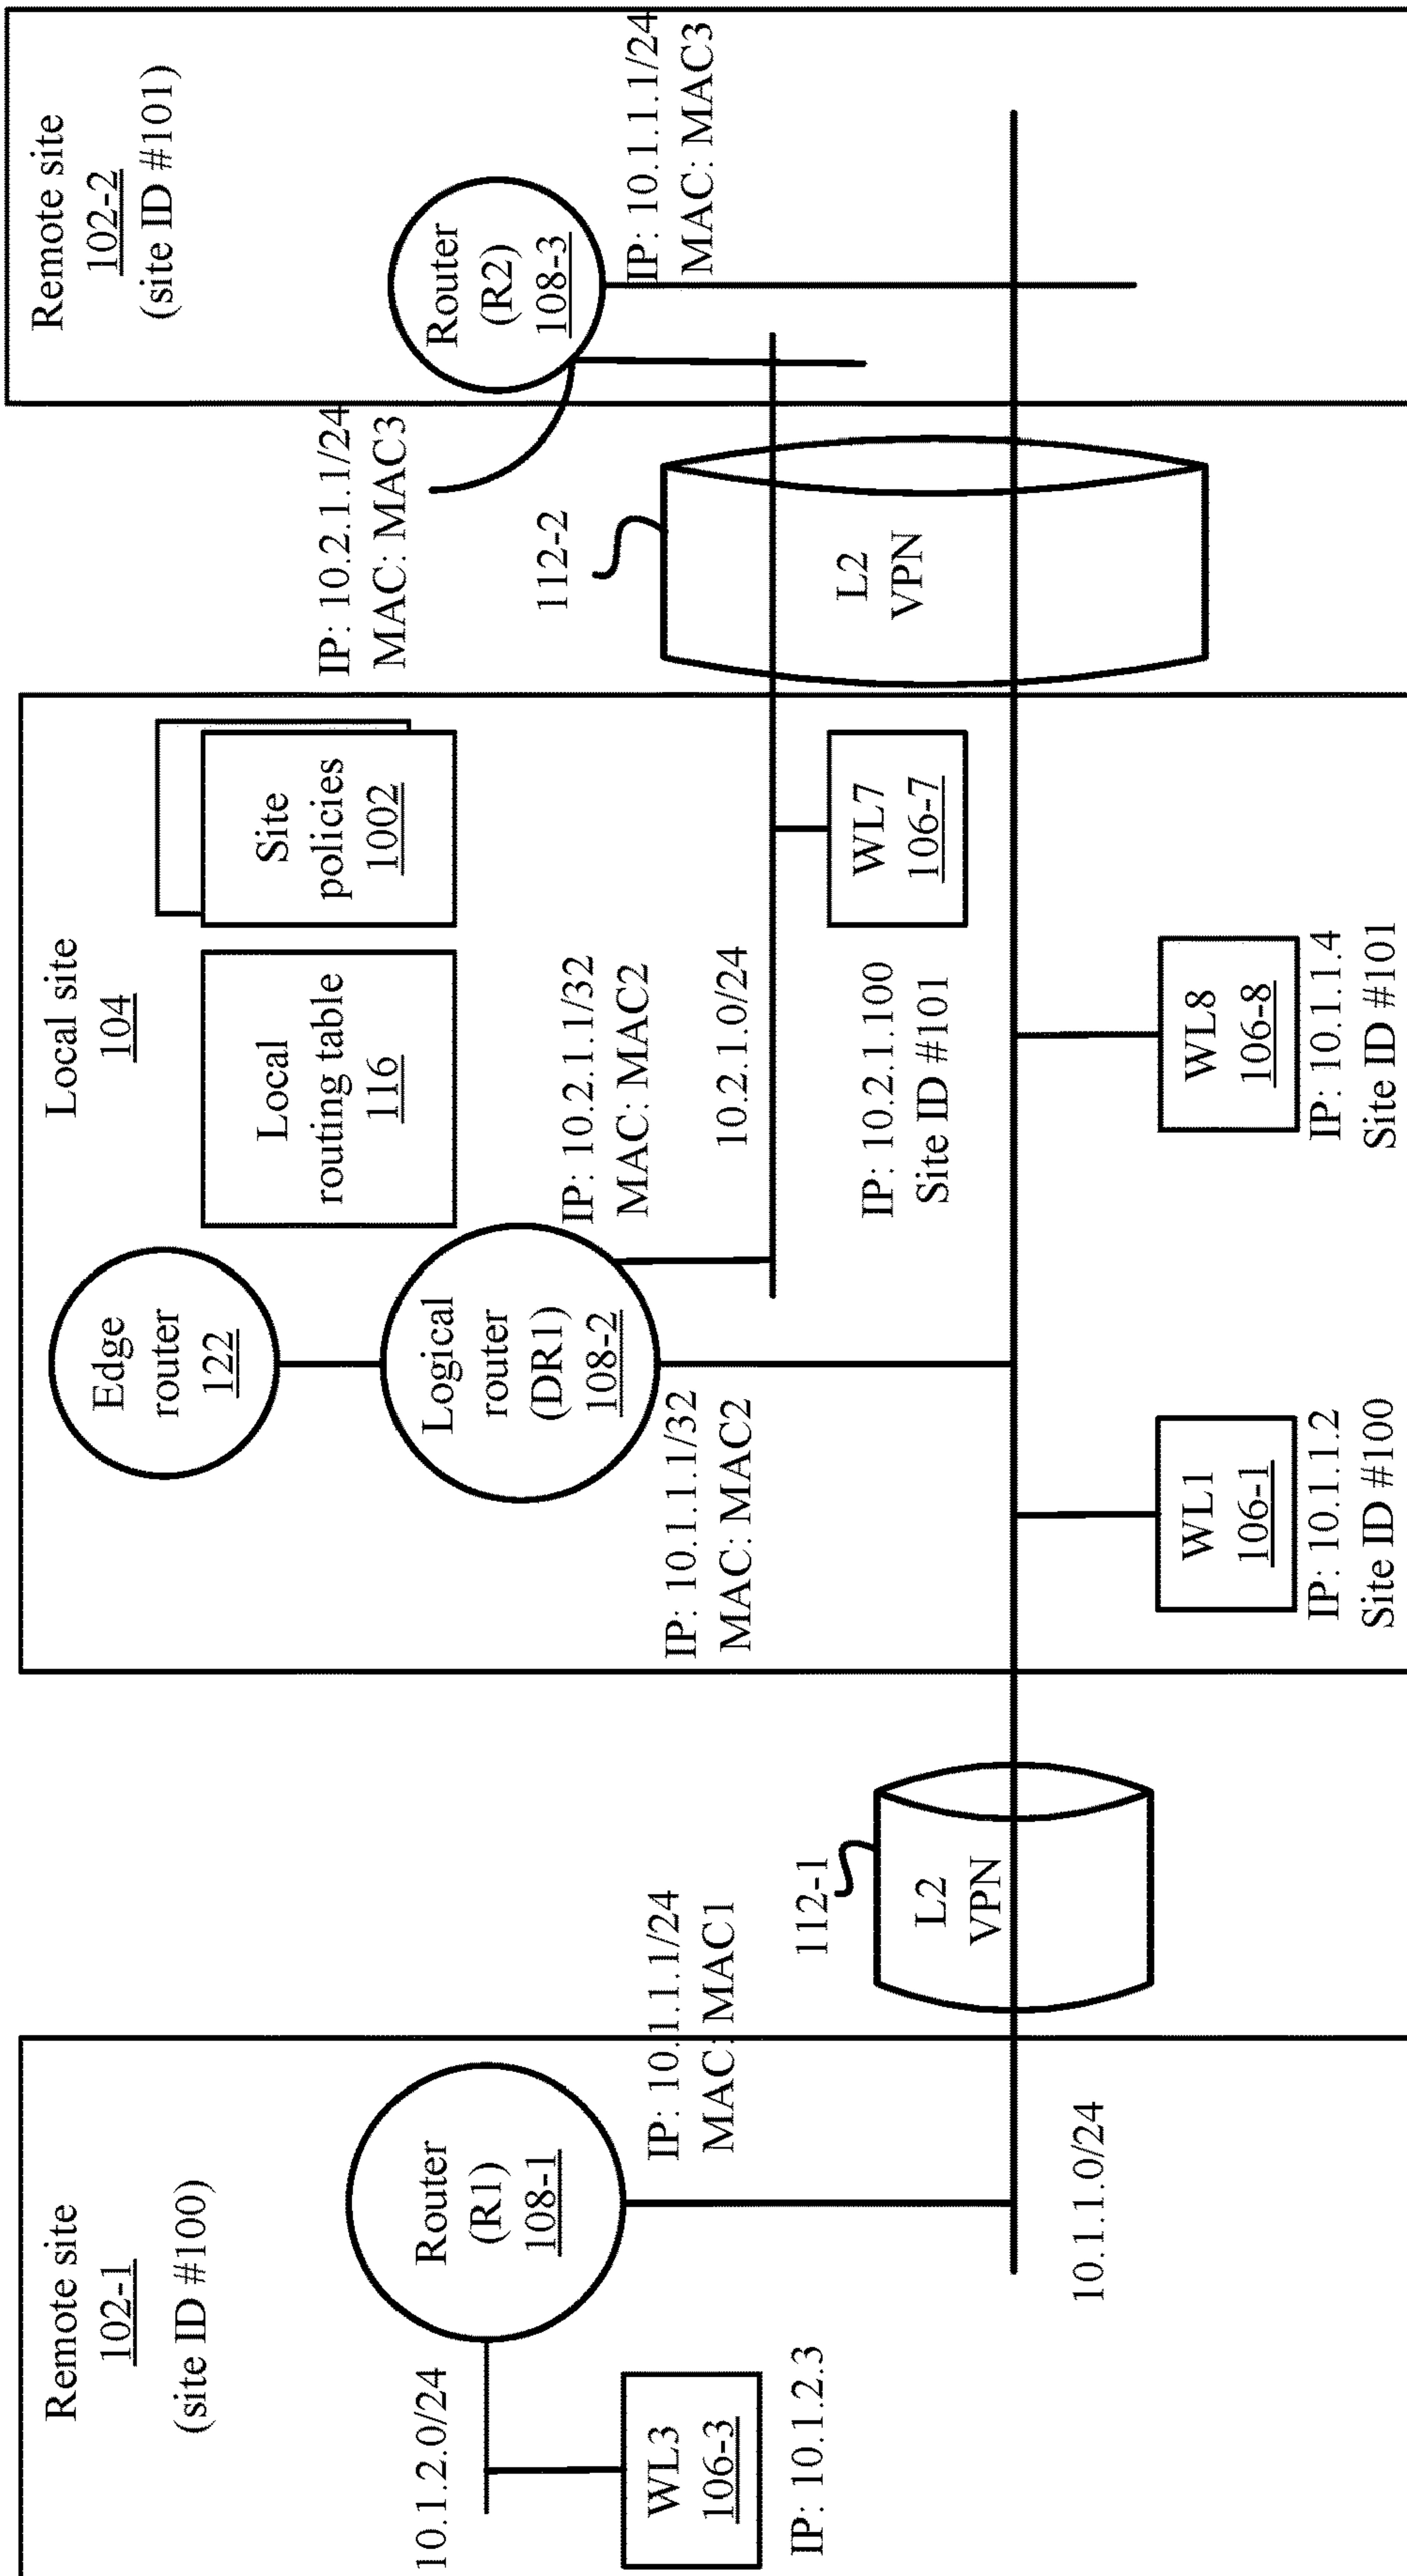 Remote site
102-1
(site ID #100)
10.1.2.0/24
WL3
106-3
IP: 10.1.2.3
Router
(R1)
108-1
IP: 10.1.1.1/24
MAC: MAC1
10.1.1.0/24
112-1
L2
VPN
Local site
104
Edge
router
122
Logical
router
(DR1)
108-2
IP: 10.1.1.1/32
MAC: MAC2
IP: 10.2.1.1/32
MAC: MAC2
Local
routing table
116
Site
policies
1002
10.2.1.0/24
WL7
106-7
IP: 10.2.1.100
Site ID #101
WL1
106-1
IP: 10.1.1.2
Site ID #100
WL8
106-8
IP: 10.1.1.4
Site ID #101
112-2
L2
VPN
IP: 10.2.1.1/24
MAC: MAC3
Remote site
102-2
(site ID #101)
Router
(R2)
108-3
IP: 10.1.1.1/24
MAC: MAC3